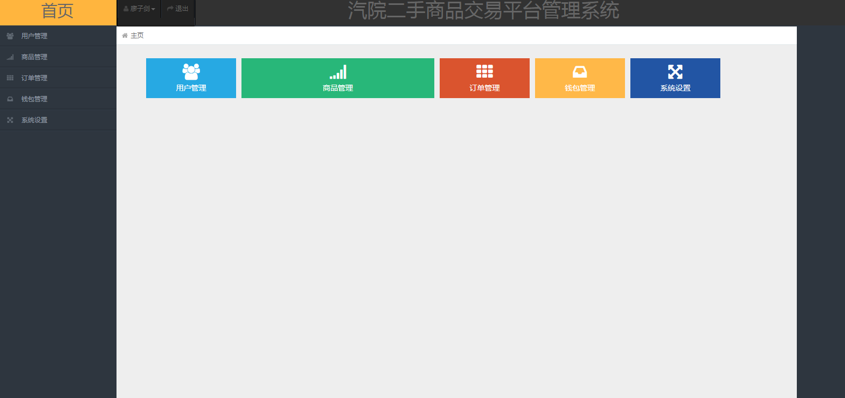 首页
退出
汽院二手商品交易平台管理系统
用户管理
商品管理
订单管理
钱包管理
系统设置
主页
用户管理
商品管理
订单管理
钱包管理
系统设置